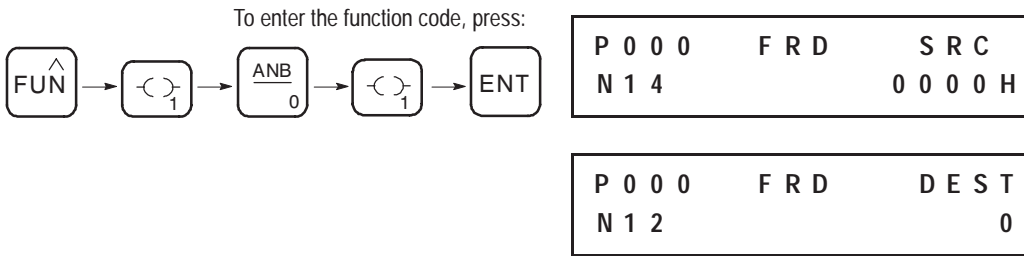 To enter the function code, press:
FUN ^ 1 ANB 0 1 ENT
P000 FRD SRC
N14 0000H
P000 FRD DEST
N12 0